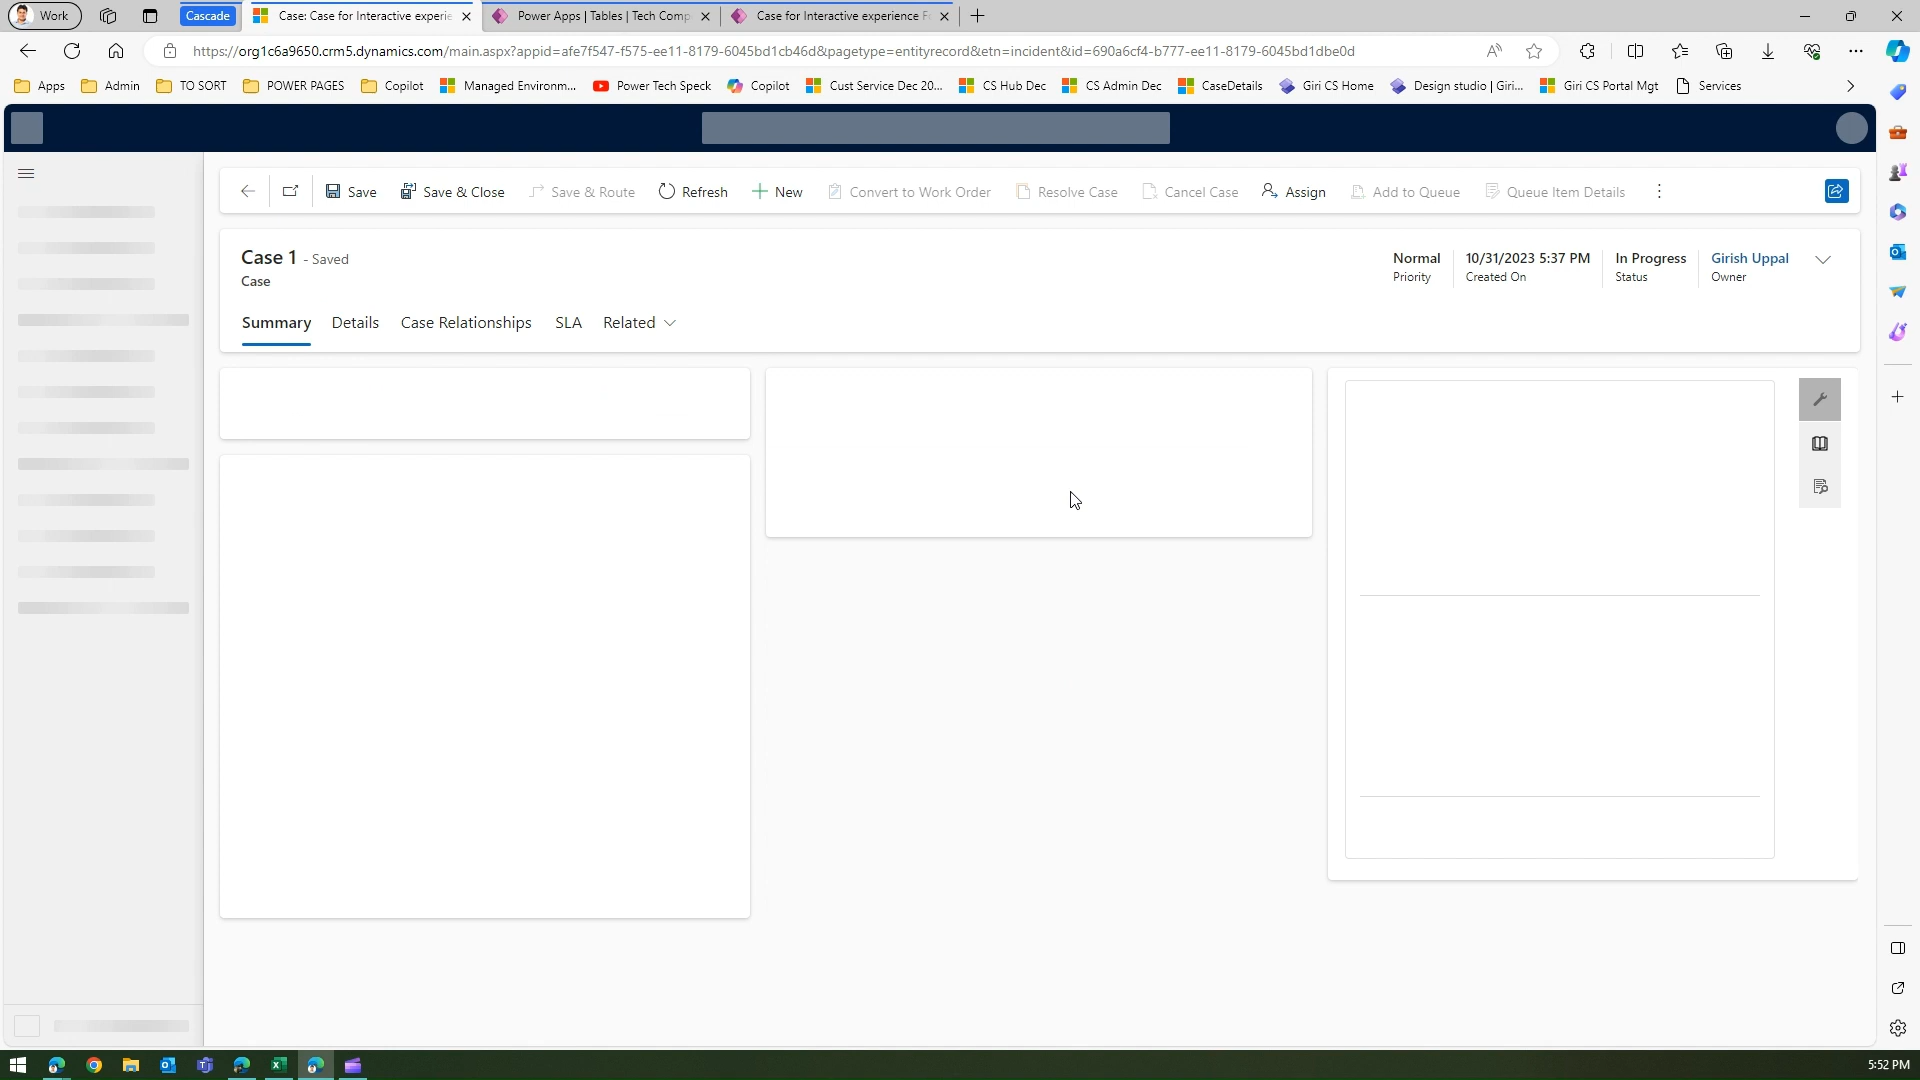 Work
Cascade
Case: Case for Interactive experie
Power Apps | Tables | Tech Comp
Case for Interactive experience F
https://org1c6a9650.crm5.dynamics.com/main.aspx?appid=afe7f547-f575-ee11-8179-6045bd1cb46d&pagetype=entityrecord&etn=incident&id=690a6cf4-b777-ee11-8179-6045bd1dbe0d
Apps
Admin
TO SORT
POWER PAGES
Copilot
Managed Environm...
Power Tech Speck
Copilot
Cust Service Dec 20...
CS Hub Dec
CS Admin Dec
CaseDetails
Giri CS Home
Design studio | Giri...
Giri CS Portal Mgt
Services
Save
Save & Close
Save & Route
Refresh
New
Convert to Work Order
Resolve Case
Cancel Case
Assign
Add to Queue
Queue Item Details
Case 1 - Saved
Case
Normal
Priority
10/31/2023 5:37 PM
Created On
In Progress
Status
Girish Uppal
Owner
Summary
Details
Case Relationships
SLA
Related
5:52 PM